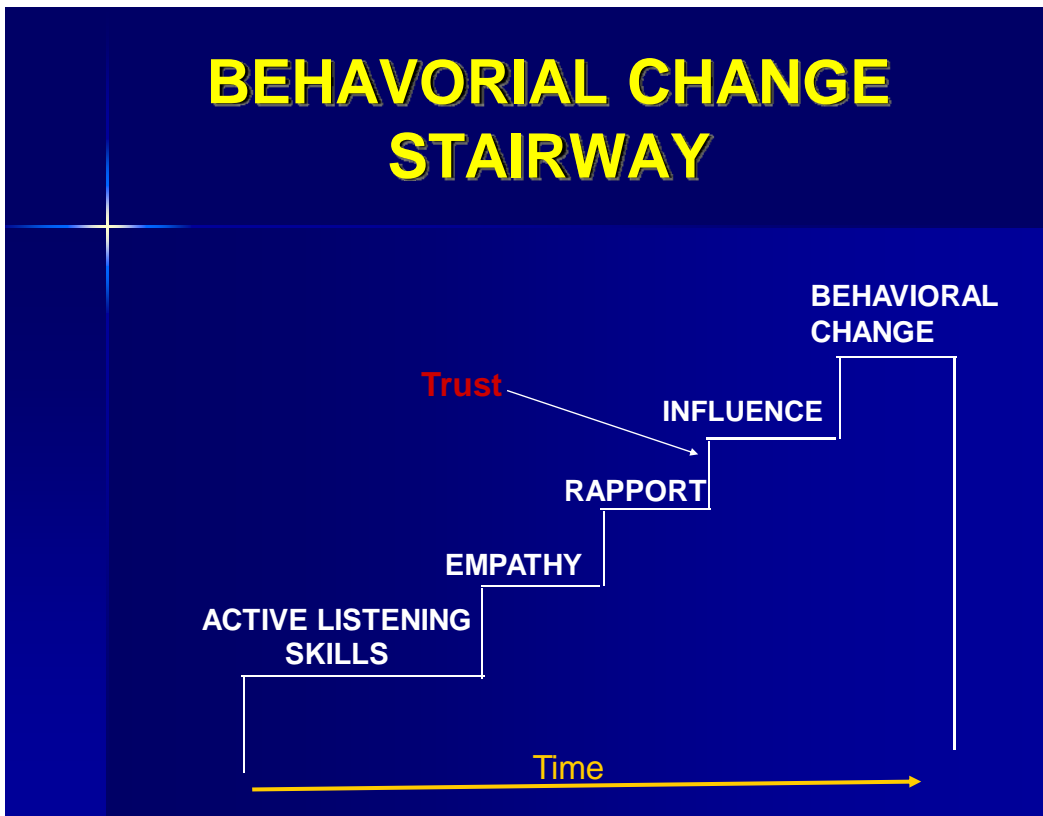 BEHAVORIAL CHANGE
STAIRWAY
BEHAVIORAL
CHANGE
Trust
INFLUENCE
RAPPORT
EMPATHY
ACTIVE LISTENING
SKILLS
Time